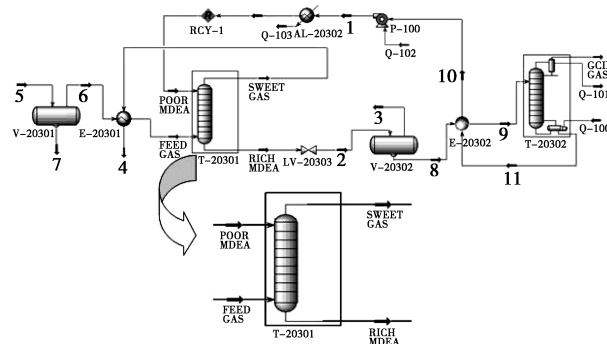 RCY-1
Q-103
AL-20302
1
P-100
Q-102
POOR
MDEA
SWEET
GAS
10
GCID
GAS
Q-101
Q-100
5
6
V-20301
7
E-20301
4
FEED
GAS
T-20301
RICH
MDEA
LV-20303
2
3
V-20302
8
E-20302
9
T-20302
11
POOR
MDEA
SWEET
GAS
FEED
GAS
T-20301
RICH
MDEA